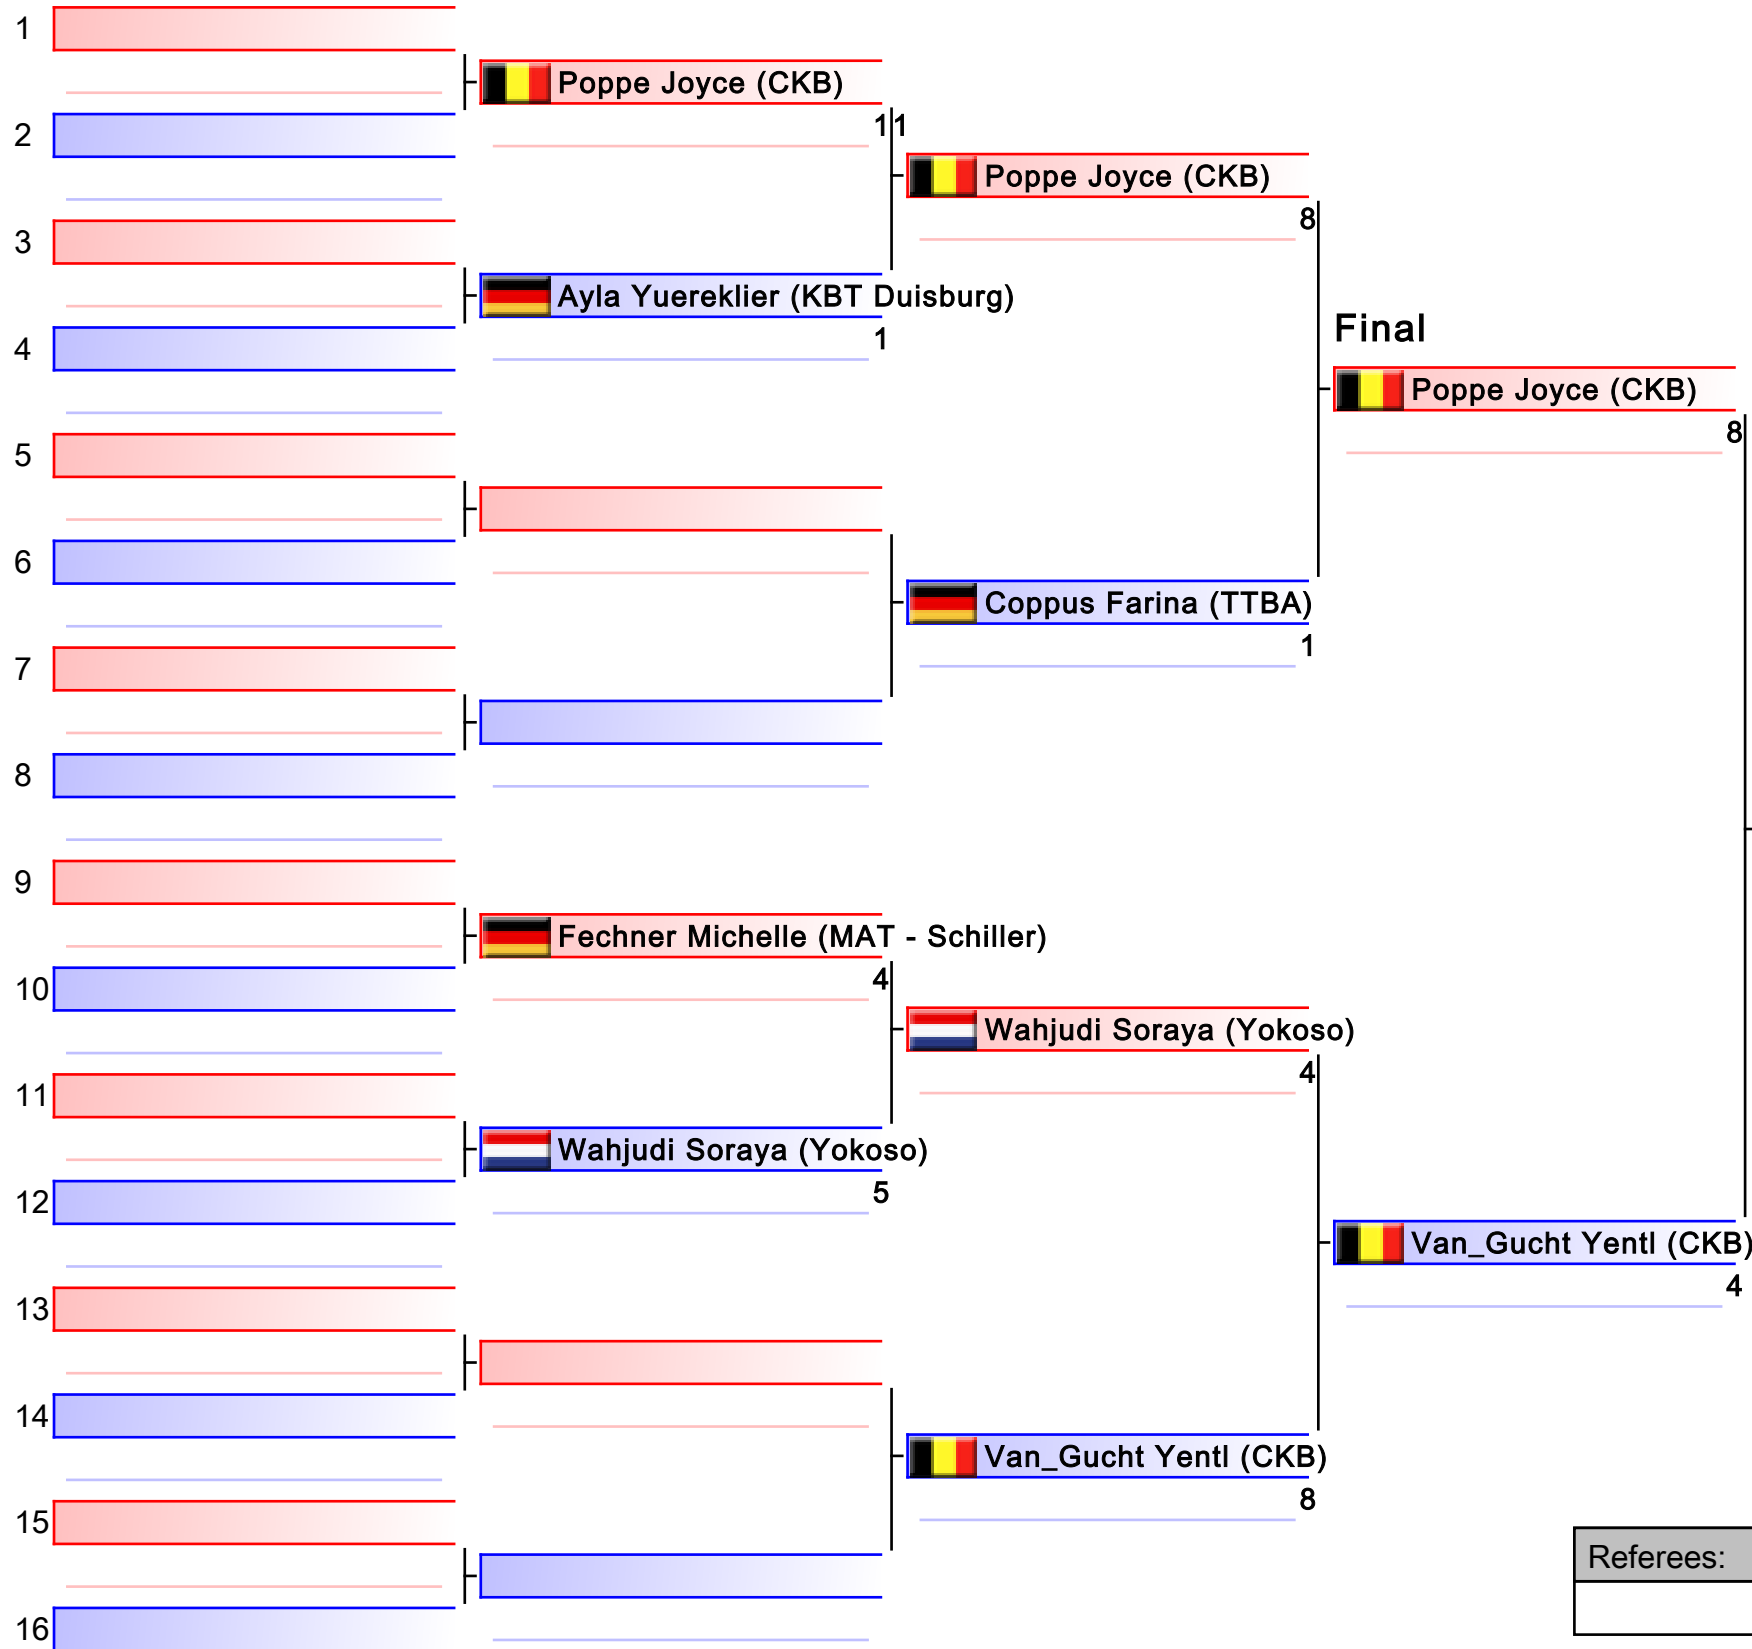 1
Poppe Joyce (CKB)
2
11
Poppe Joyce (CKB)
8
3
Ayla Yuereklier (KBT Duisburg)
1
4
Final
Poppe Joyce (CKB)
8
5
6
Coppus Farina (TTBA)
1
7
8
9
Fechner Michelle (MAT - Schiller)
4
10
Wahjudi Soraya (Yokoso)
4
11
Wahjudi Soraya (Yokoso)
5
12
Van_Gucht Yentl (CKB)
4
13
14
Van_Gucht Yentl (CKB)
8
15
Referees:
16